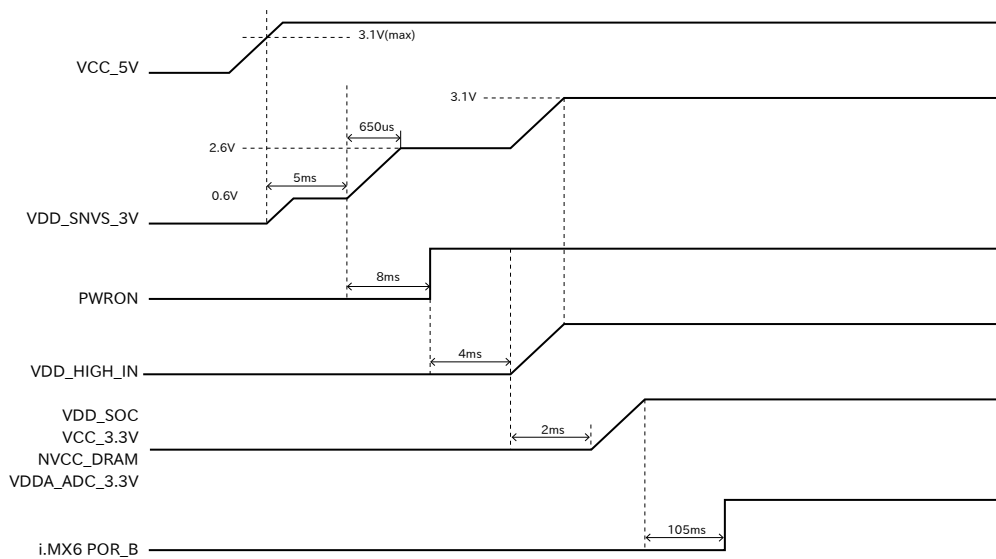 3.1V(max)
VCC_5V
3.1V
650us
2.6V
5ms
0.6V
VDD_SNVS_3V
8ms
PWRON
4ms
VDD_HIGH_IN
VDD_SOC
VCC_3.3V
2ms
NVCC_DRAM
VDDA_ADC_3.3V
105ms
i.MX6 POR_B